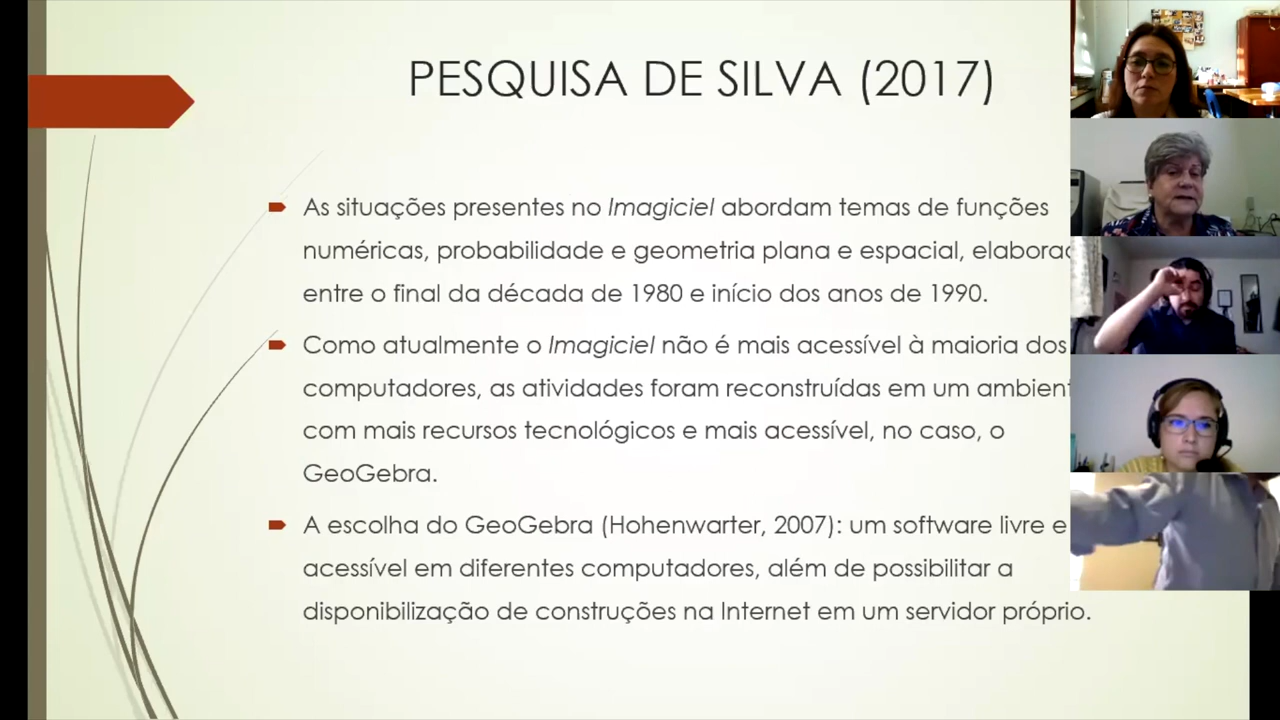 PESQUISA DE SILVA (2017)
As situações presentes no Imagiciel abordam temas de funções
numéricas, probabilidade e geometria plana e espacial,
entre o final da década de 1980 e início dos anos de 1990.
Como atualmente o Imagiciel não é mais acessível à maioria dos
computadores, as atividades foram reconstruídas em um
com mais recursos tecnológicos e mais acessível, no caso, o
GeoGebra.
A escolha do GeoGebra (Hohenwarter, 2007): um software livre e
acessível em diferentes computadores, além de possibilitar a
disponibilização de construções na Internet em um servidor próprio.